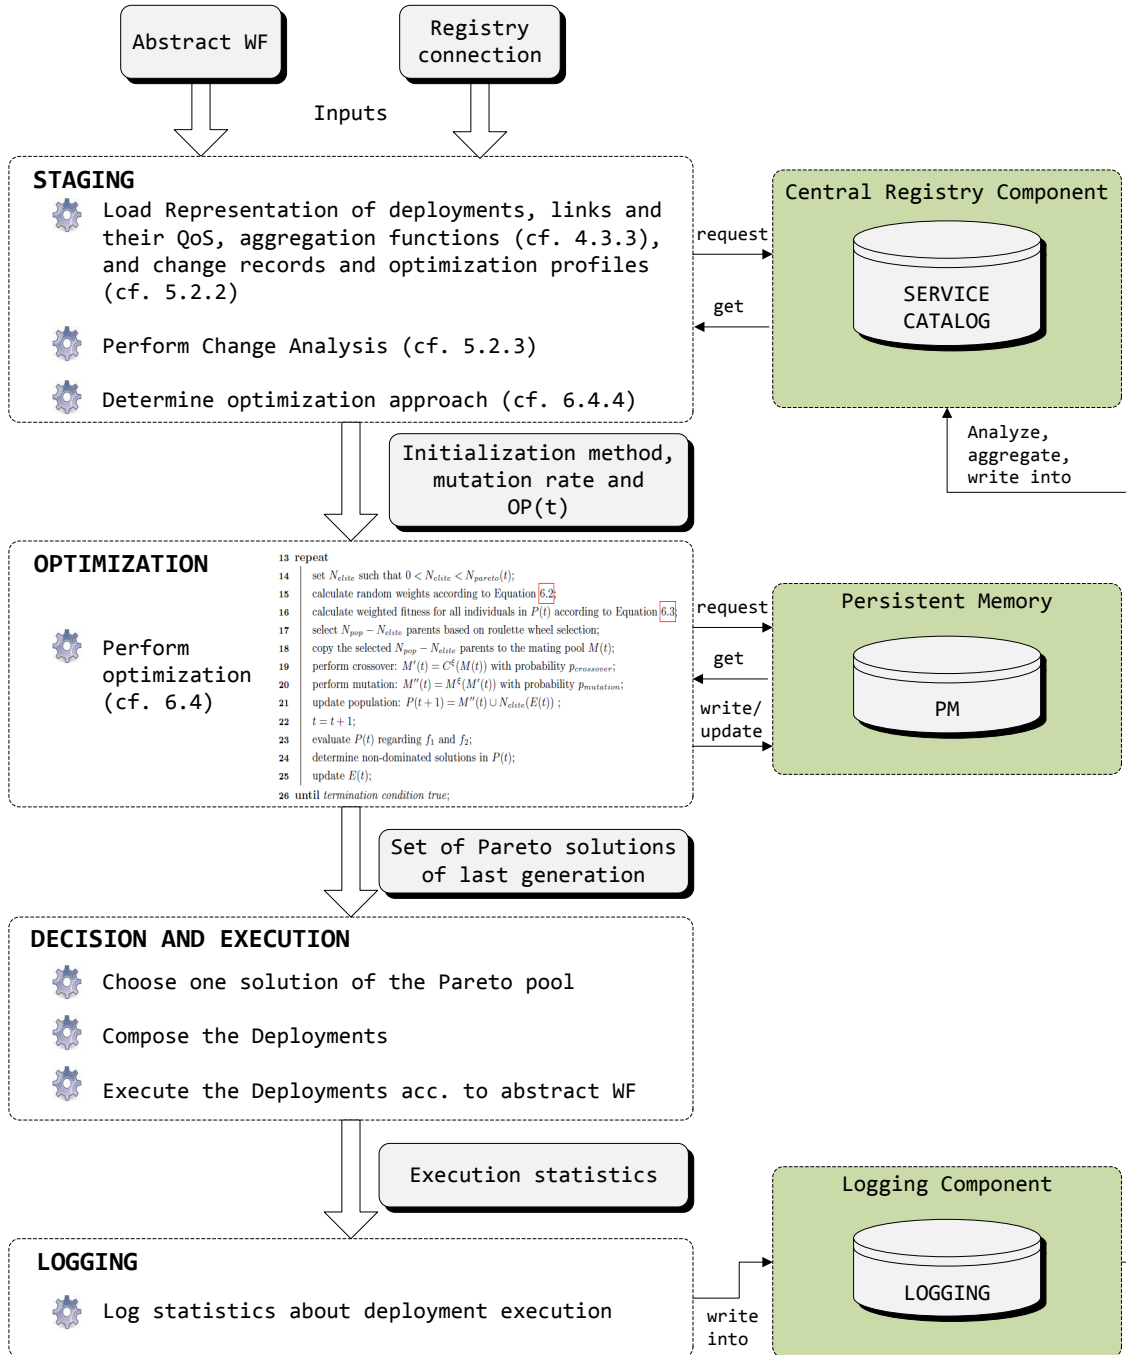 Abstract WF
Registry
connection
Inputs
STAGING
Load Representation of deployments, links and
their QoS, aggregation functions (cf. 4.3.3),
and change records and optimization profiles
(cf. 5.2.2)
Perform Change Analysis (cf. 5.2.3)
Determine optimization approach (cf. 6.4.4)
request
get
Central Registry Component
SERVICE
CATALOG
Analyze,
aggregate,
write into
Initialization method,
mutation rate and
OP(t)
OPTIMIZATION
Perform
optimization
(cf. 6.4)
13 repeat
14 set N_elite such that 0 < N_elite < N_pareto(t);
15 calculate random weights according to Equation 6.2;
16 calculate weighted fitness for all individuals in P(t) according to Equation 6.3;
17 select N_pop − N_elite parents based on roulette wheel selection;
18 copy the selected N_pop − N_elite parents to the mating pool M(t);
19 perform crossover: M′(t) = C^ξ(M(t)) with probability p_crossover;
20 perform mutation: M″(t) = M^ξ(M′(t)) with probability p_mutation;
21 update population: P(t+1) = M″(t) ∪ N_elite(E(t)) ;
22 t = t + 1;
23 evaluate P(t) regarding f₁ and f₂;
24 determine non-dominated solutions in P(t);
25 update E(t);
26 until termination condition true;
request
get
write/
update
Persistent Memory
PM
Set of Pareto solutions
of last generation
DECISION AND EXECUTION
Choose one solution of the Pareto pool
Compose the Deployments
Execute the Deployments acc. to abstract WF
Execution statistics
LOGGING
Log statistics about deployment execution
write
into
Logging Component
LOGGING